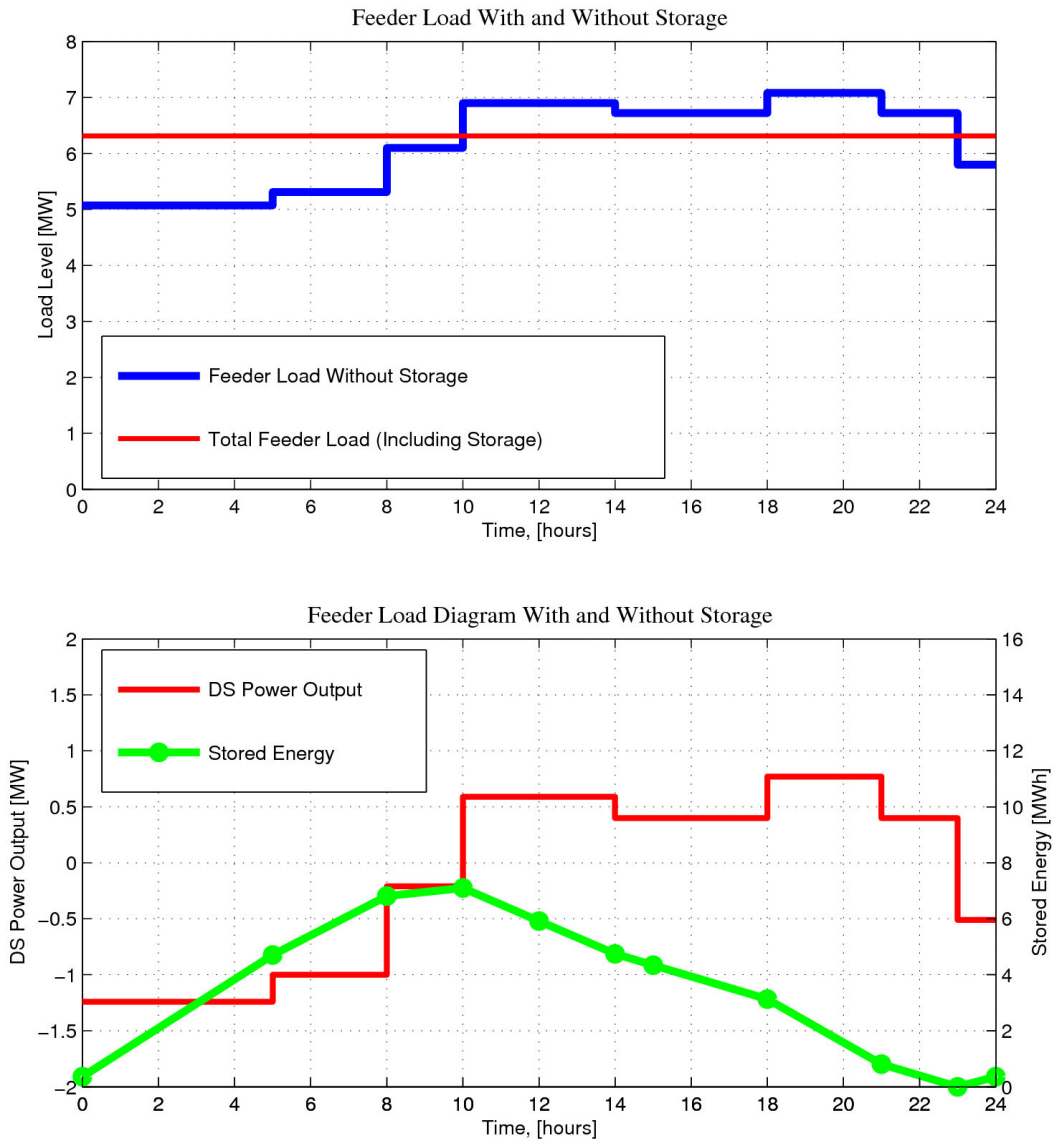 Feeder Load With and Without Storage
8
7
6
5
4
3
2
1
0
Load Level [MW]
Feeder Load Without Storage
Total Feeder Load (Including Storage)
0 2 4 6 8 10 12 14 16 18 20 22 24
Time, [hours]
Feeder Load Diagram With and Without Storage
2
1.5
1
0.5
0
−0.5
−1
−1.5
−2
DS Power Output [MW]
DS Power Output
Stored Energy
16
14
12
10
8
6
4
2
0
Stored Energy [MWh]
0 2 4 6 8 10 12 14 16 18 20 22 24
Time, [hours]